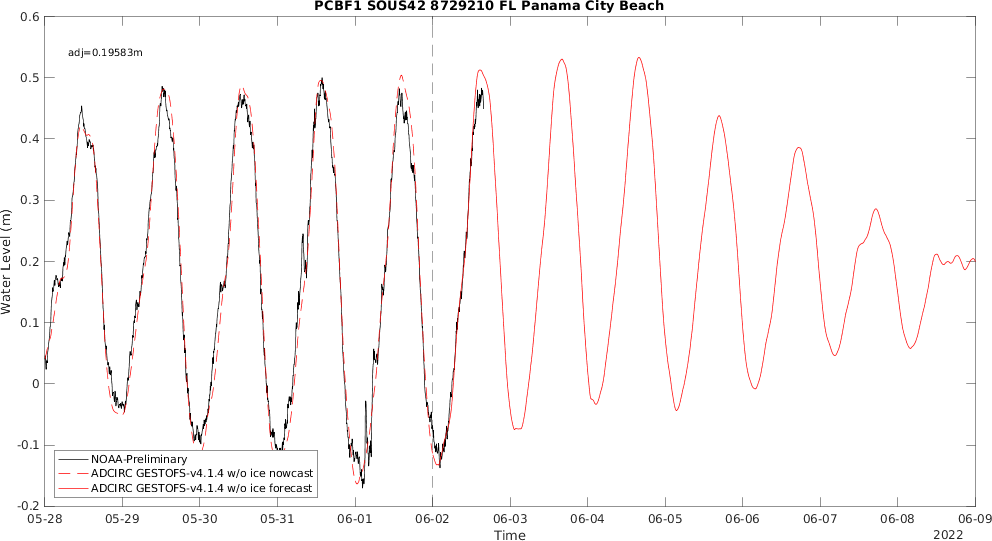 PCBF1 SOUS42 8729210 FL Panama City Beach
adj=0.19583m
0.6
0.5
0.4
0.3
0.2
0.1
0
-0.1
-0.2
Water Level (m)
NOAA-Preliminary
ADCIRC GESTOFS-v4.1.4 w/o ice nowcast
ADCIRC GESTOFS-v4.1.4 w/o ice forecast
05-28 05-29 05-30 05-31 06-01 06-02 06-03 06-04 06-05 06-06 06-07 06-08 06-09
Time
2022